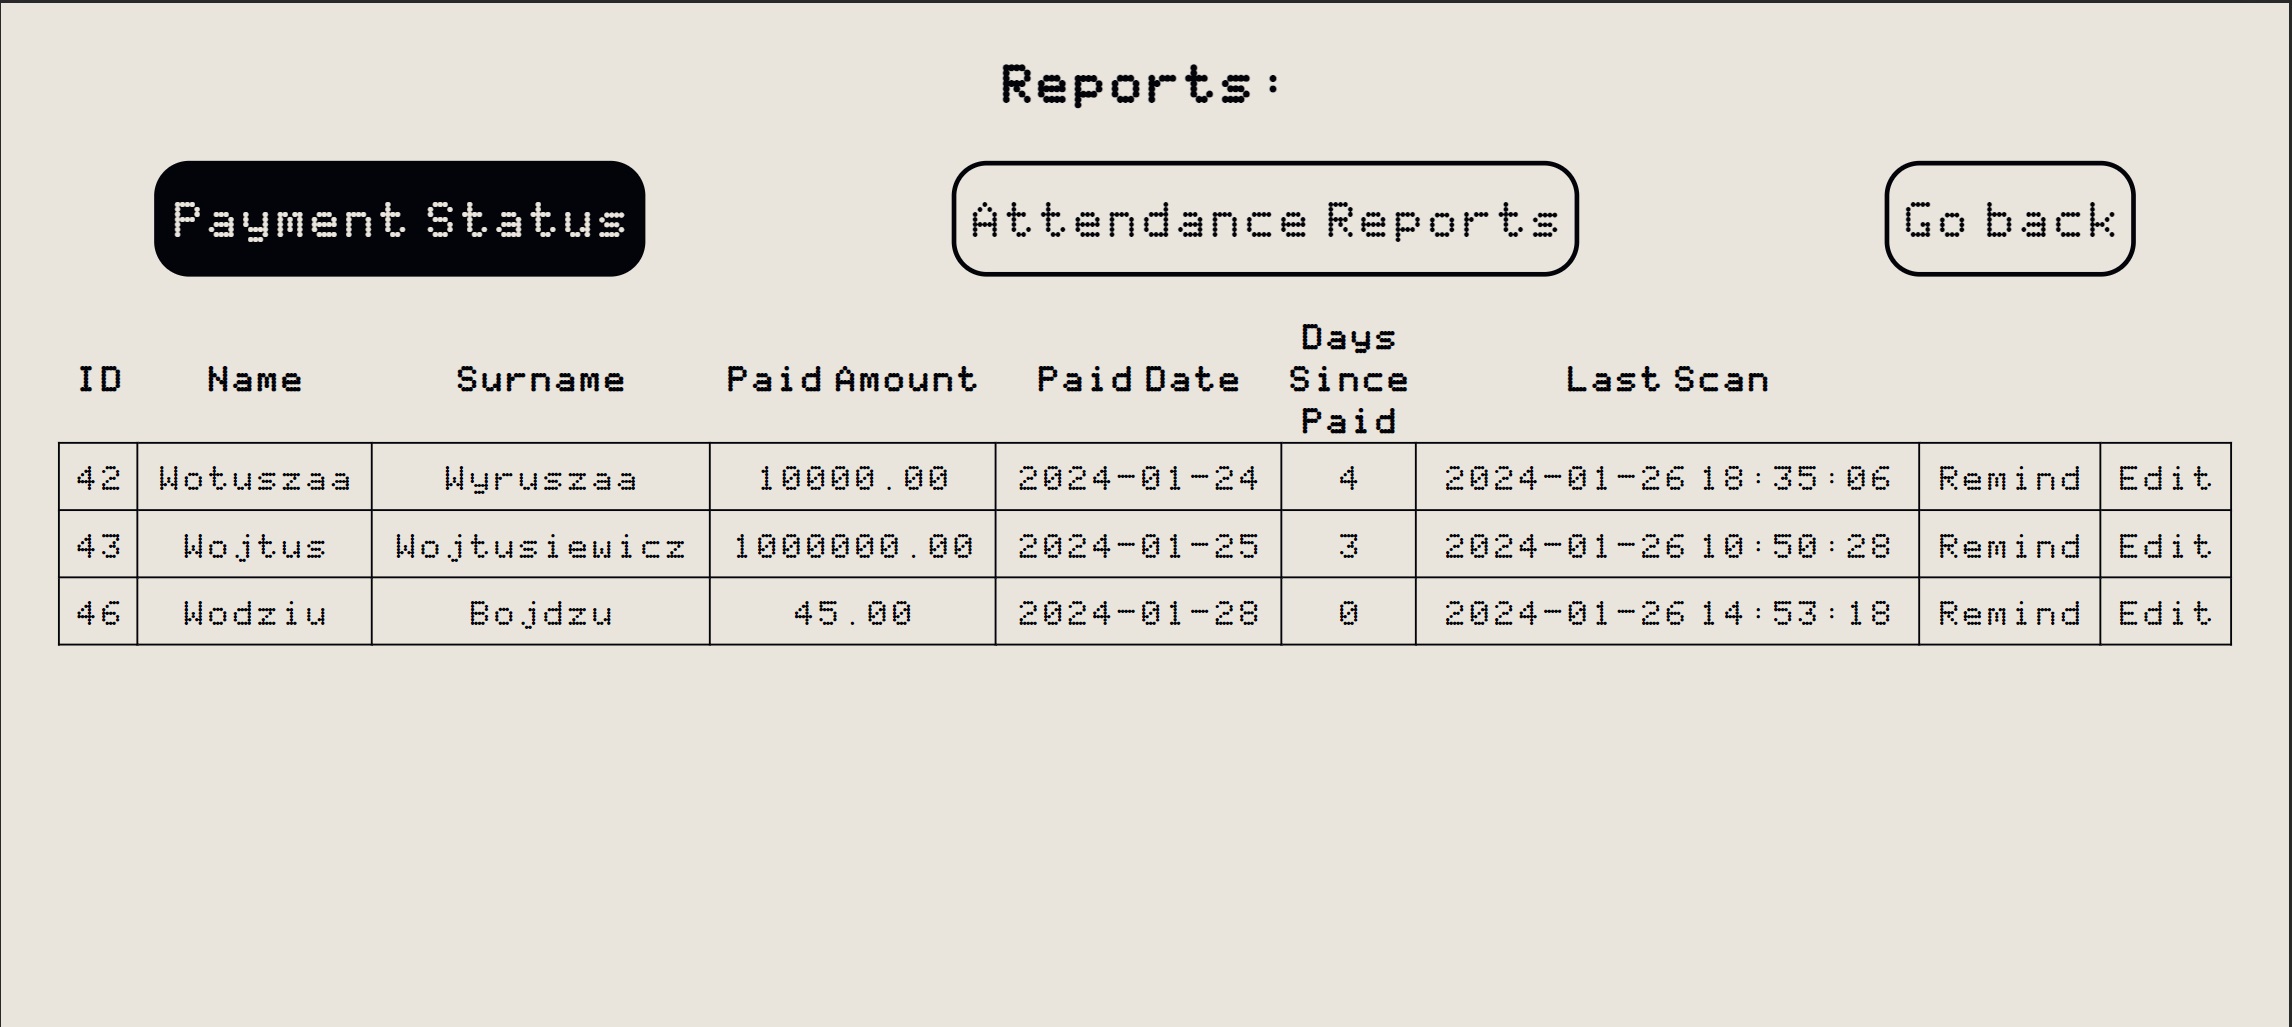 Reports:
Payment Status Attendance Reports Go back
ID Name Surname Paid Amount Paid Date Days Since Paid Last Scan
42 Wotuszaa Wyruszaa 10000.00 2024-01-24 4 2024-01-26 18:35:06 Remind Edit
43 Wojtus Wojtusiewicz 1000000.00 2024-01-25 3 2024-01-26 10:50:28 Remind Edit
46 Wodziu Bojdzu 45.00 2024-01-28 0 2024-01-26 14:53:18 Remind Edit